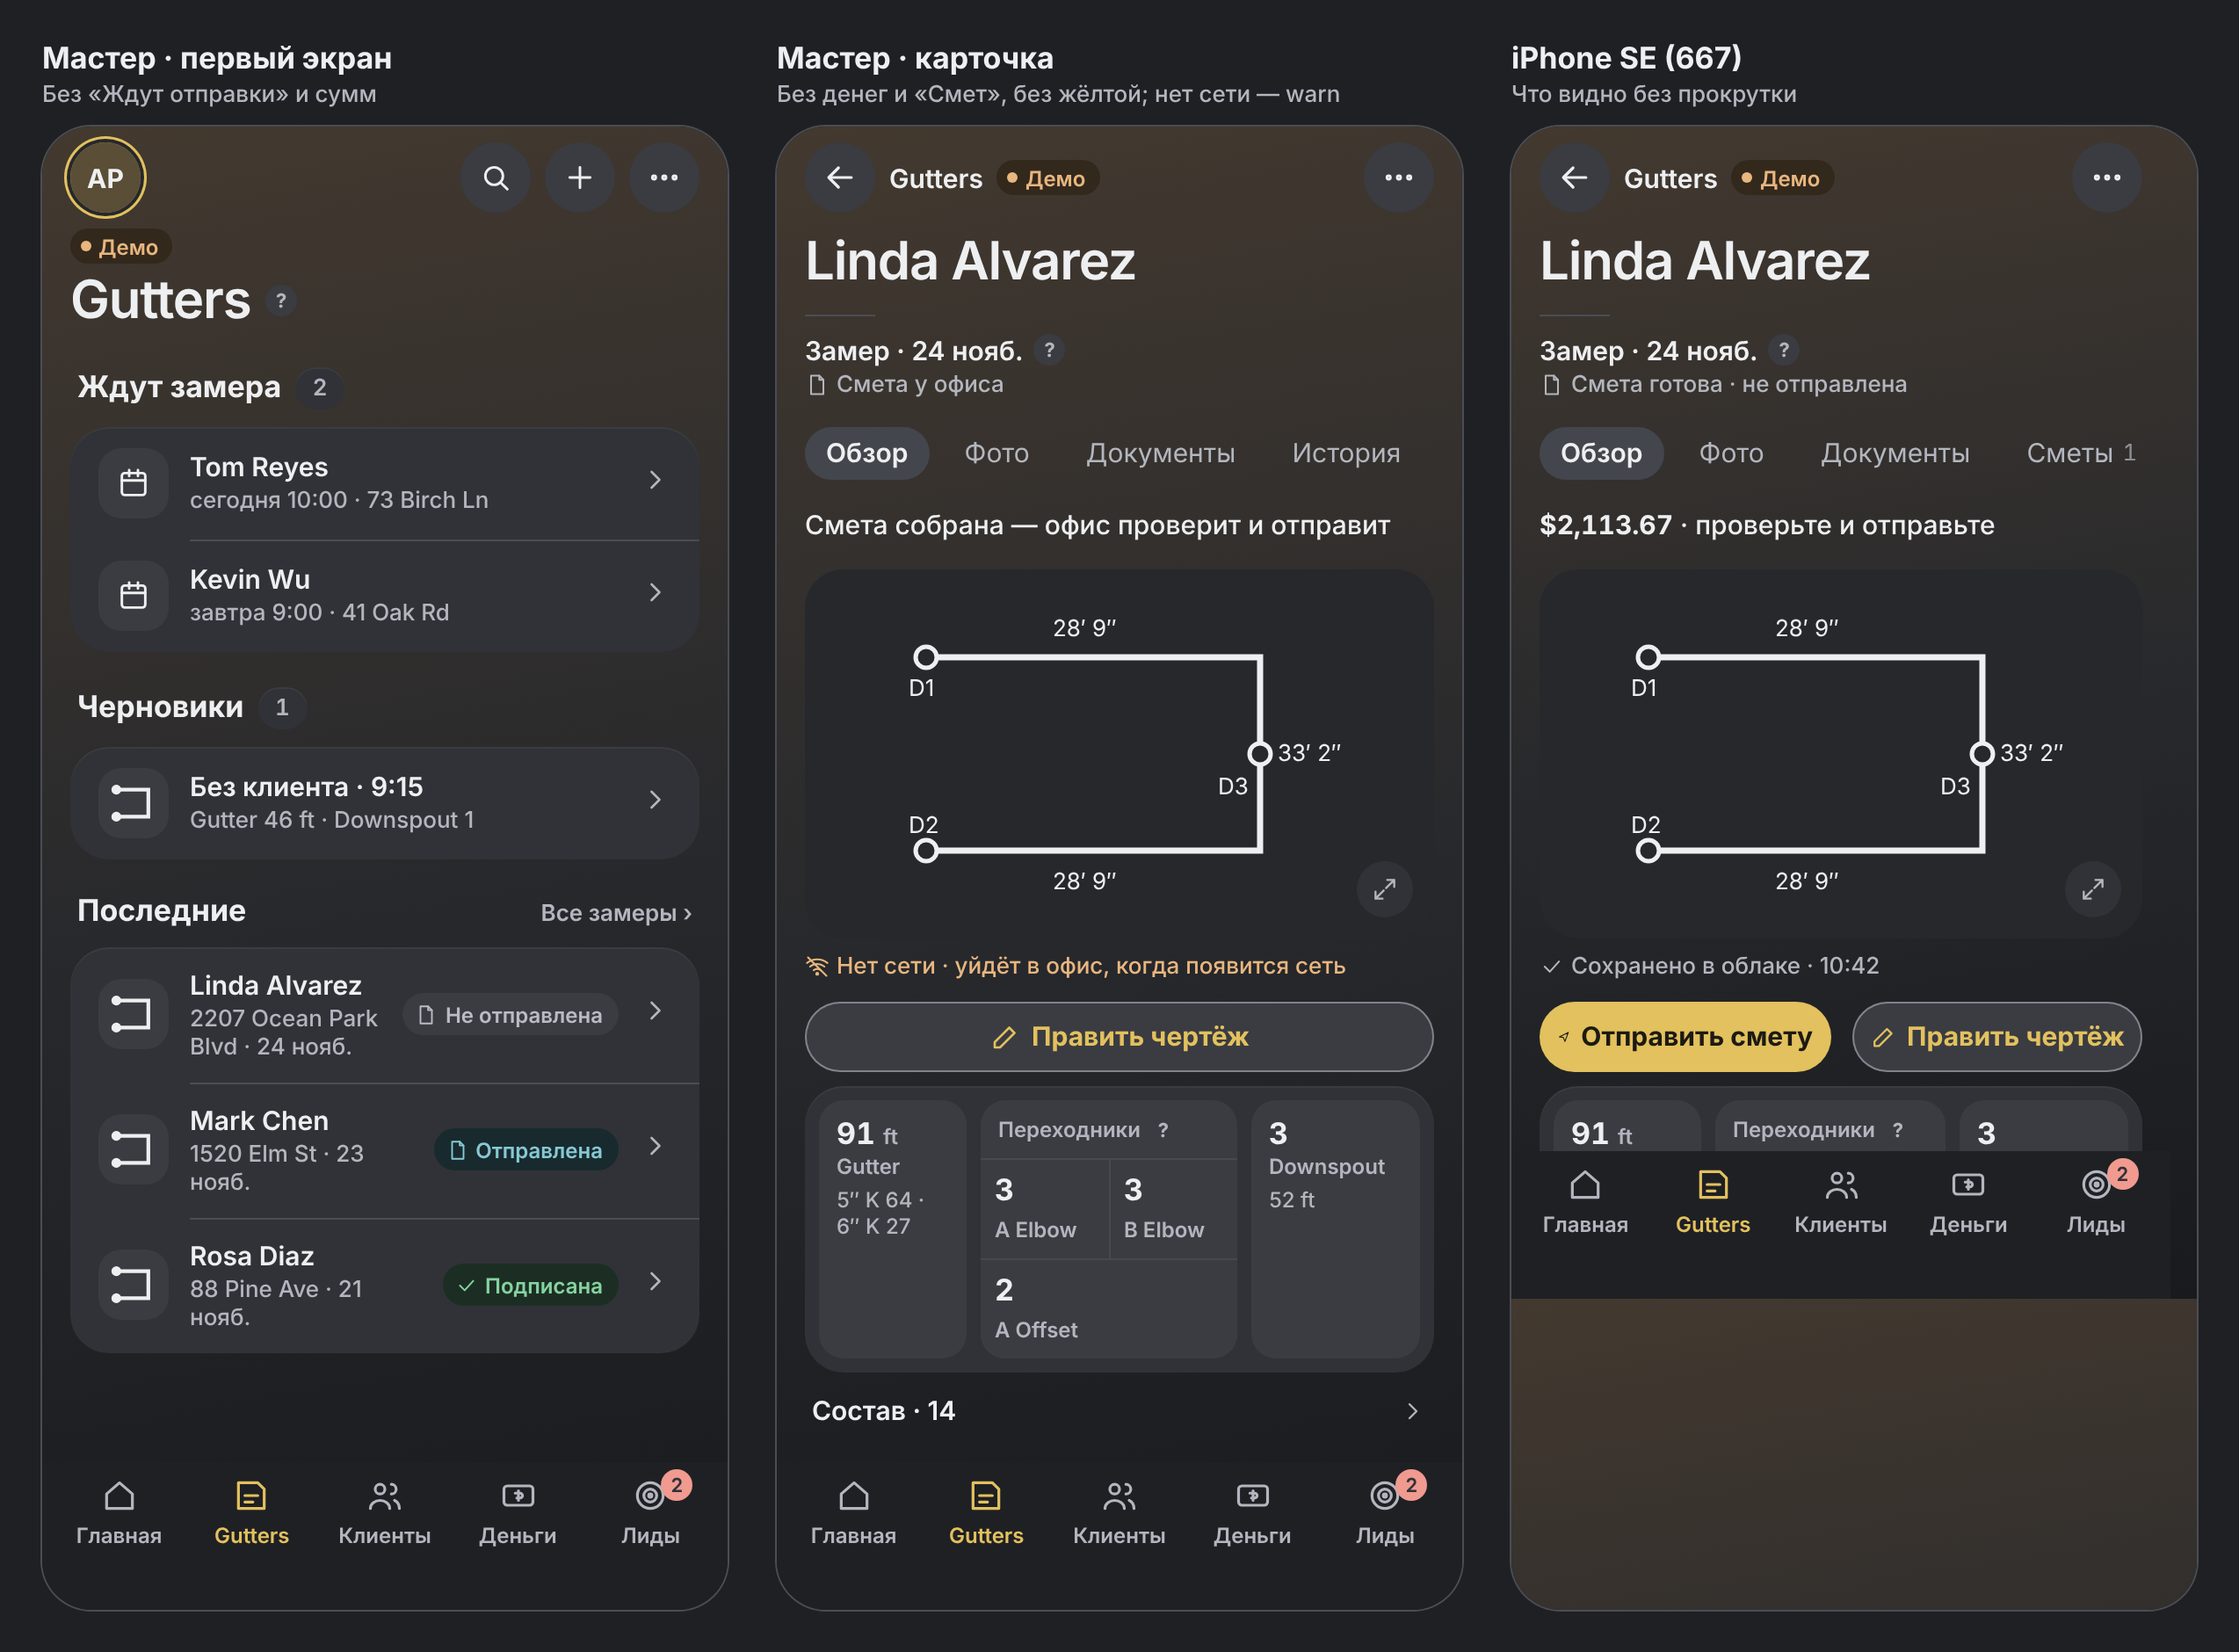 Мастер · первый экран
Без «Ждут отправки» и сумм
AP
Демо
Gutters ?
Ждут замера 2
Tom Reyes
сегодня 10:00 · 73 Birch Ln
Kevin Wu
завтра 9:00 · 41 Oak Rd
Черновики 1
Без клиента · 9:15
Gutter 46 ft · Downspout 1
Последние Все замеры ›
Linda Alvarez
2207 Ocean Park
Blvd · 24 нояб.
Не отправлена
Mark Chen
1520 Elm St · 23
нояб.
Отправлена
Rosa Diaz
88 Pine Ave · 21
нояб.
Подписана
Главная Gutters Клиенты Деньги Лиды 2
Мастер · карточка
Без денег и «Смет», без жёлтой; нет сети — warn
Gutters Демо
Linda Alvarez
Замер · 24 нояб. ?
Смета у офиса
Обзор Фото Документы История
Смета собрана — офис проверит и отправит
28′ 9″
D1
33′ 2″
D3
D2
28′ 9″
Нет сети · уйдёт в офис, когда появится сеть
Править чертёж
91 ft
Gutter
5″ K 64 ·
6″ K 27
Переходники ?
3
A Elbow
3
B Elbow
2
A Offset
3
Downspout
52 ft
Состав · 14
Главная Gutters Клиенты Деньги Лиды 2
iPhone SE (667)
Что видно без прокрутки
Gutters Демо
Linda Alvarez
Замер · 24 нояб. ?
Смета готова · не отправлена
Обзор Фото Документы Сметы 1
$2,113.67 · проверьте и отправьте
28′ 9″
D1
33′ 2″
D3
D2
28′ 9″
Сохранено в облаке · 10:42
Отправить смету Править чертёж
91 ft Переходники ? 3
Главная Gutters Клиенты Деньги Лиды 2